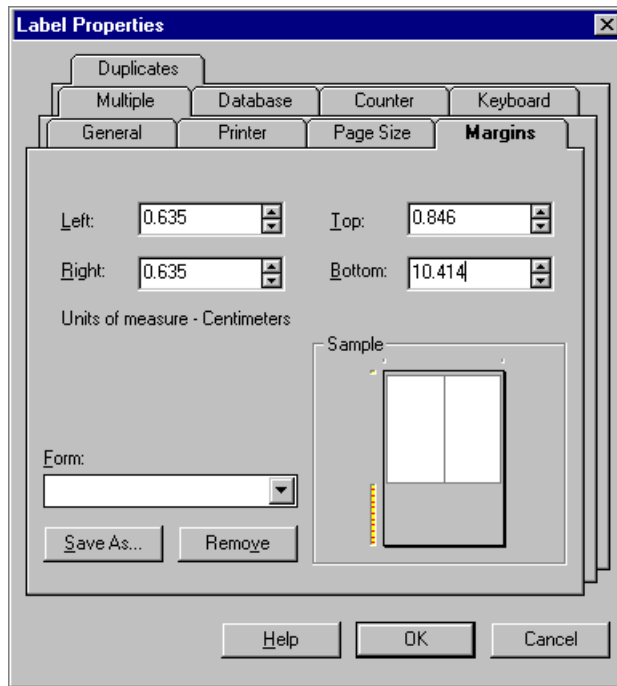 Label Properties
Duplicates
Multiple Database Counter Keyboard
General Printer Page Size Margins
Left: 0.635 Top: 0.846
Right: 0.635 Bottom: 10.414
Units of measure - Centimeters
Sample
Form:
Save As... Remove
Help OK Cancel